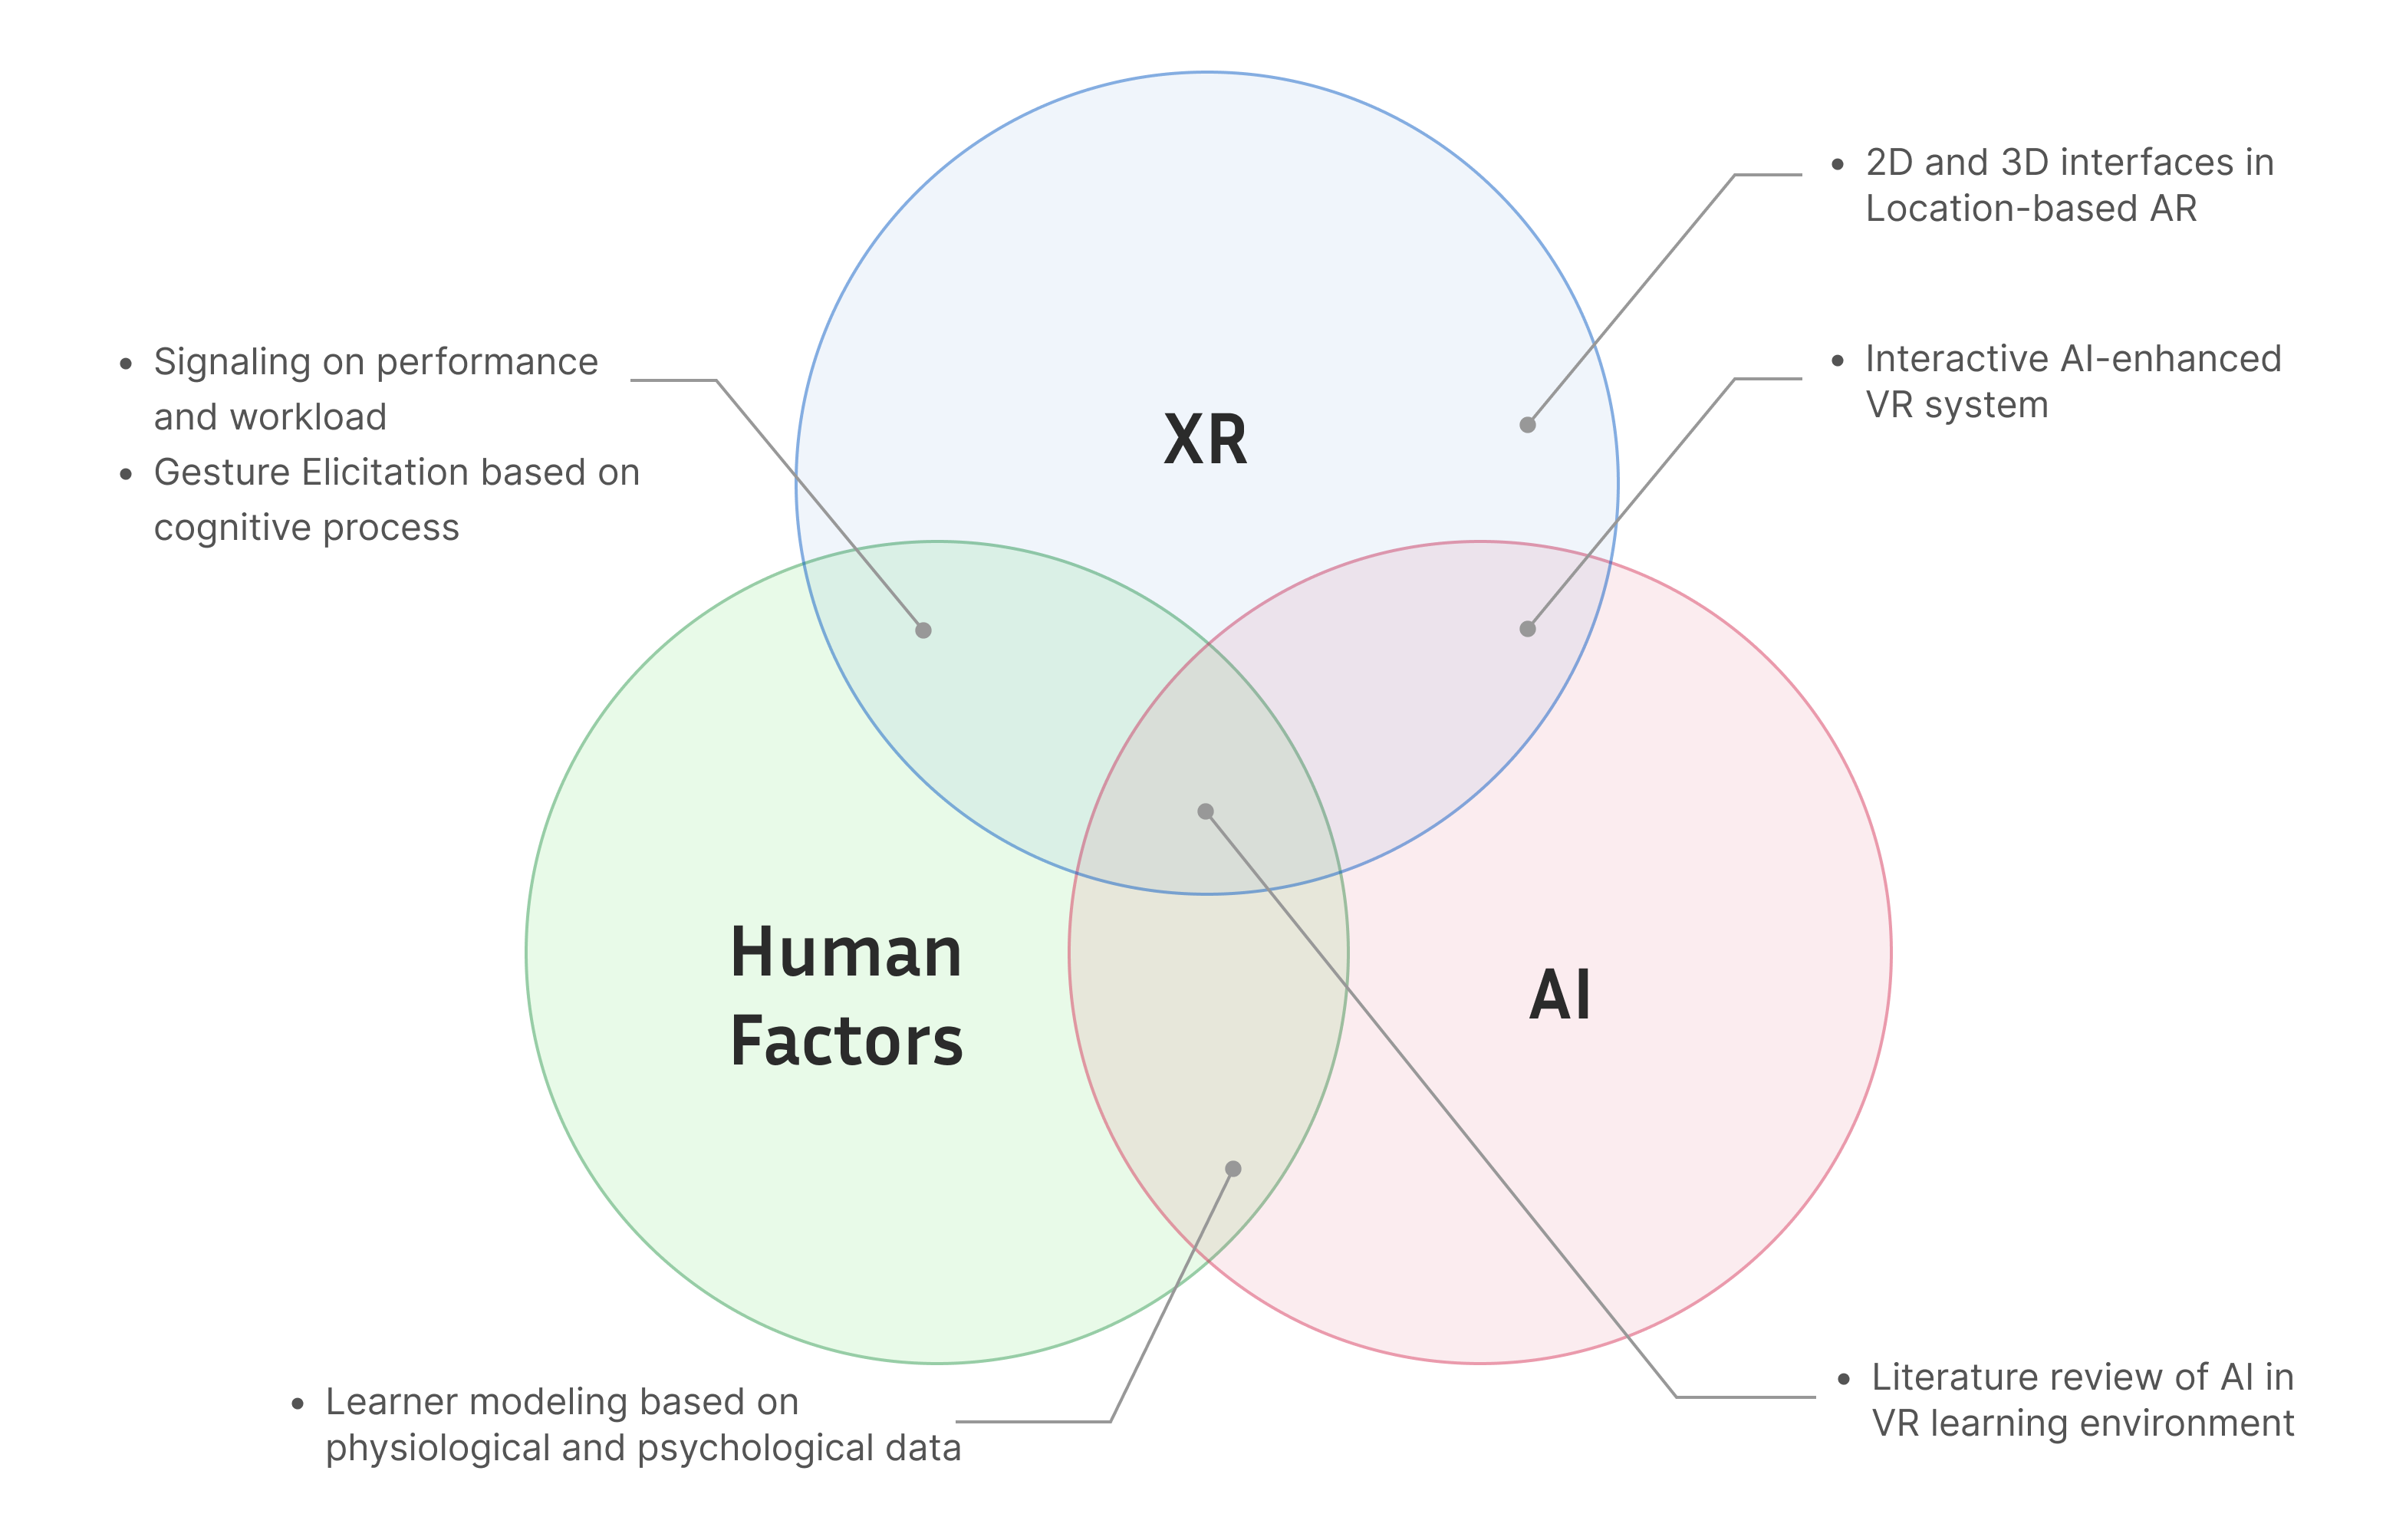 2D and 3D interfaces in
Location-based AR
Signaling on performance
and workload
Gesture Elicitation based on
cognitive process
Interactive AI-enhanced
VR system
XR
Human
Factors
AI
Learner modeling based on
physiological and psychological data
Literature review of AI in
VR learning environment